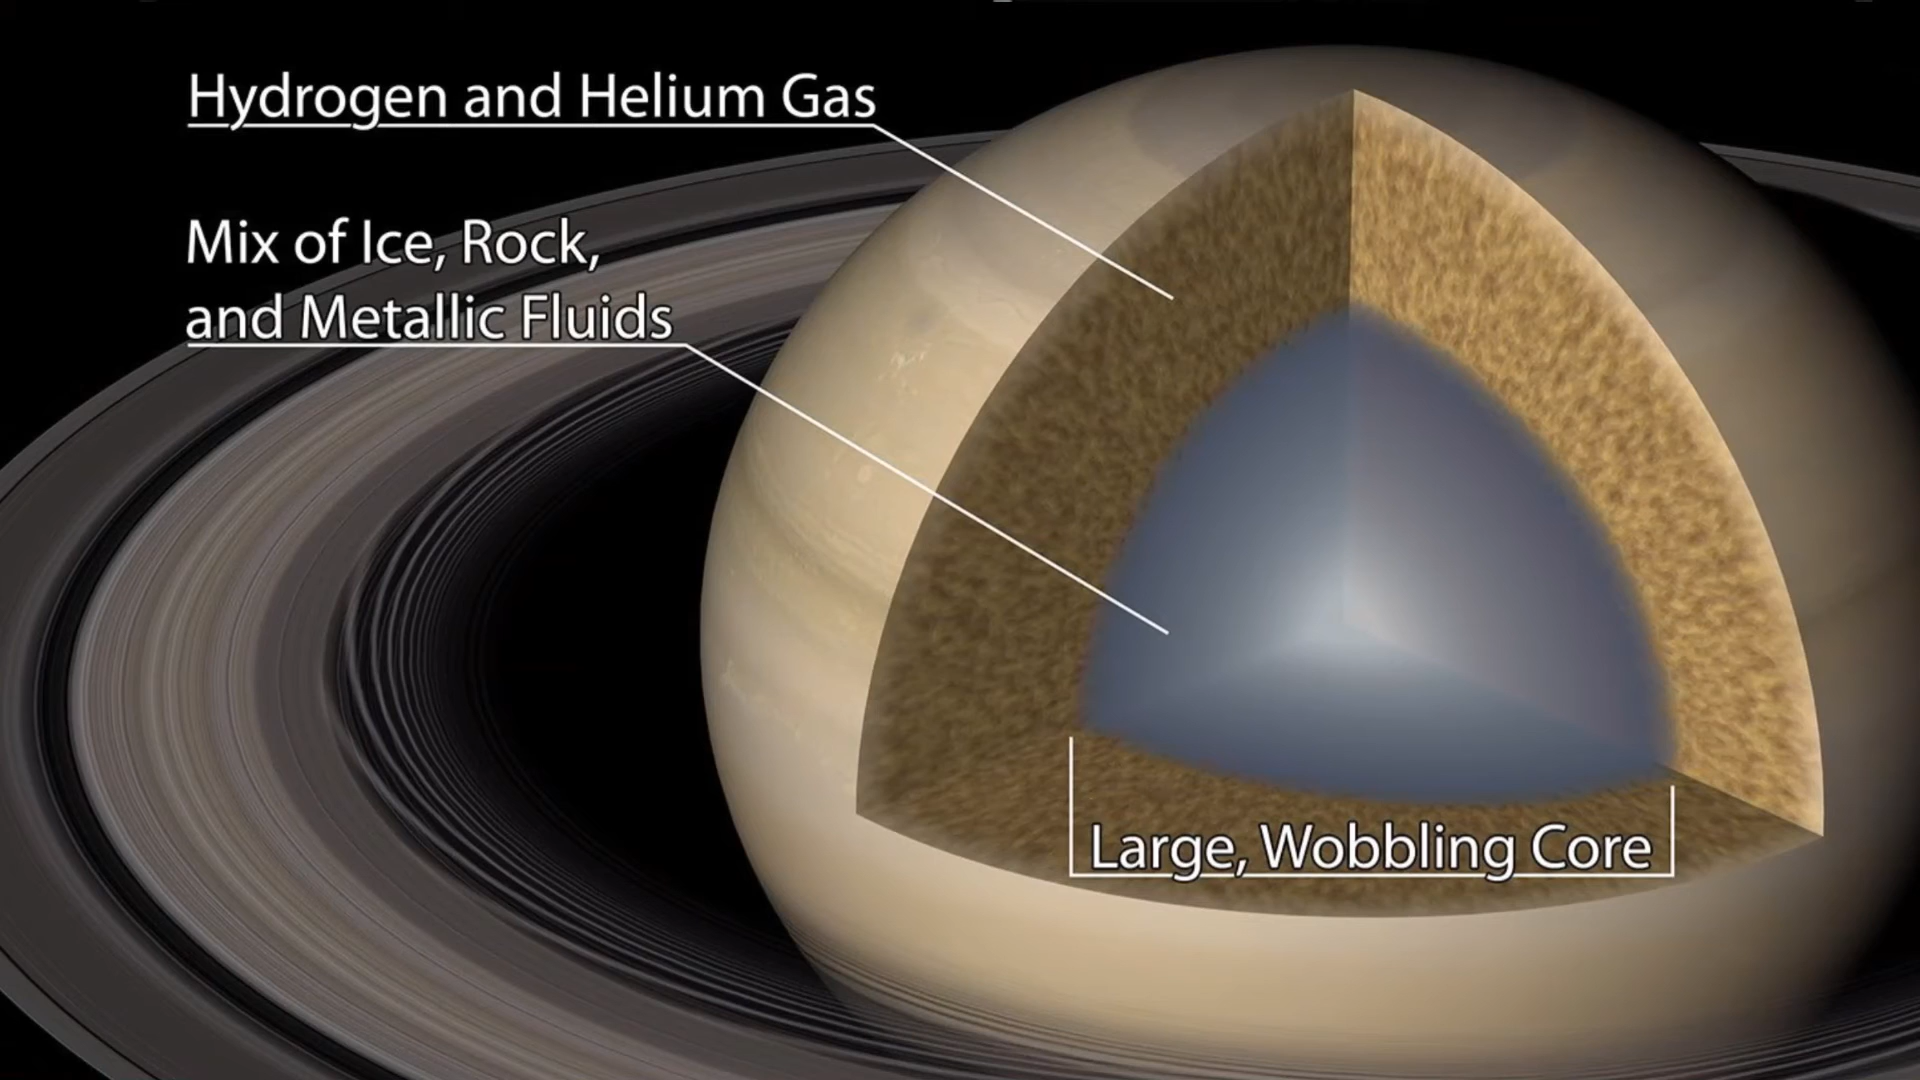 Hydrogen and Helium Gas
Mix of Ice, Rock,
and Metallic Fluids
Large, Wobbling Core